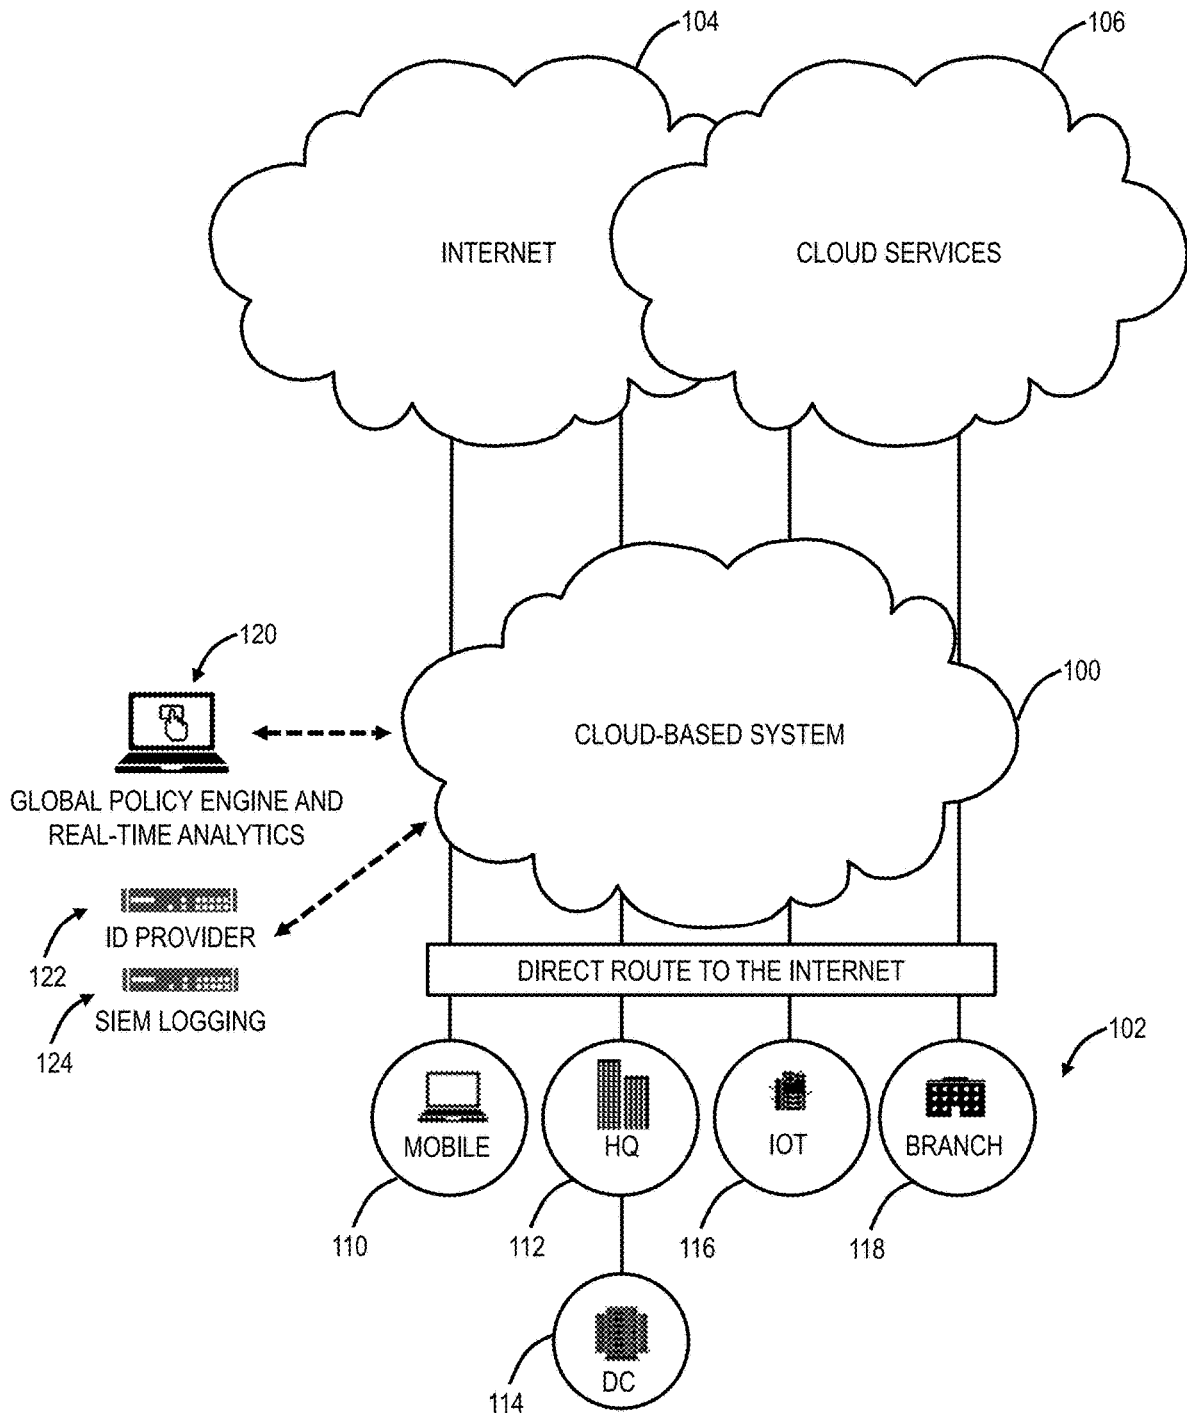 104
106
INTERNET
CLOUD SERVICES
120
100
CLOUD-BASED SYSTEM
GLOBAL POLICY ENGINE AND
REAL-TIME ANALYTICS
122
ID PROVIDER
DIRECT ROUTE TO THE INTERNET
SIEM LOGGING
124
102
MOBILE
HQ
IOT
BRANCH
110
112
116
118
DC
114